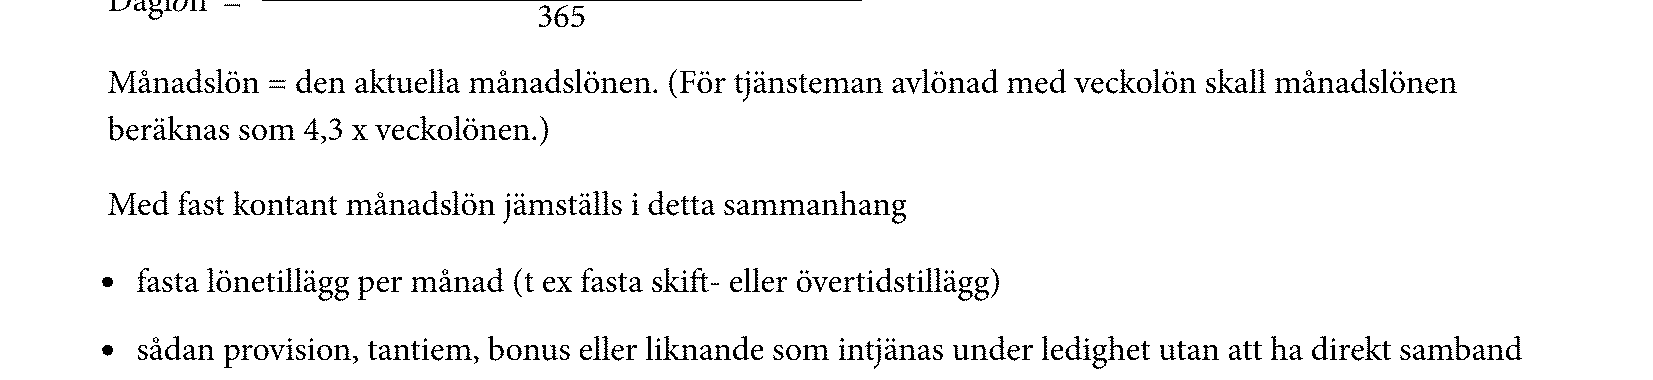 Daglön =
365
Månadslön = den aktuella månadslönen. (För tjänsteman avlönad med veckolön skall månadslönen
beräknas som 4,3 x veckolönen.)
Med fast kontant månadslön jämställs i detta sammanhang
• fasta lönetillägg per månad (t ex fasta skift- eller övertidstillägg)
• sådan provision, tantiem, bonus eller liknande som intjänas under ledighet utan att ha direkt samband